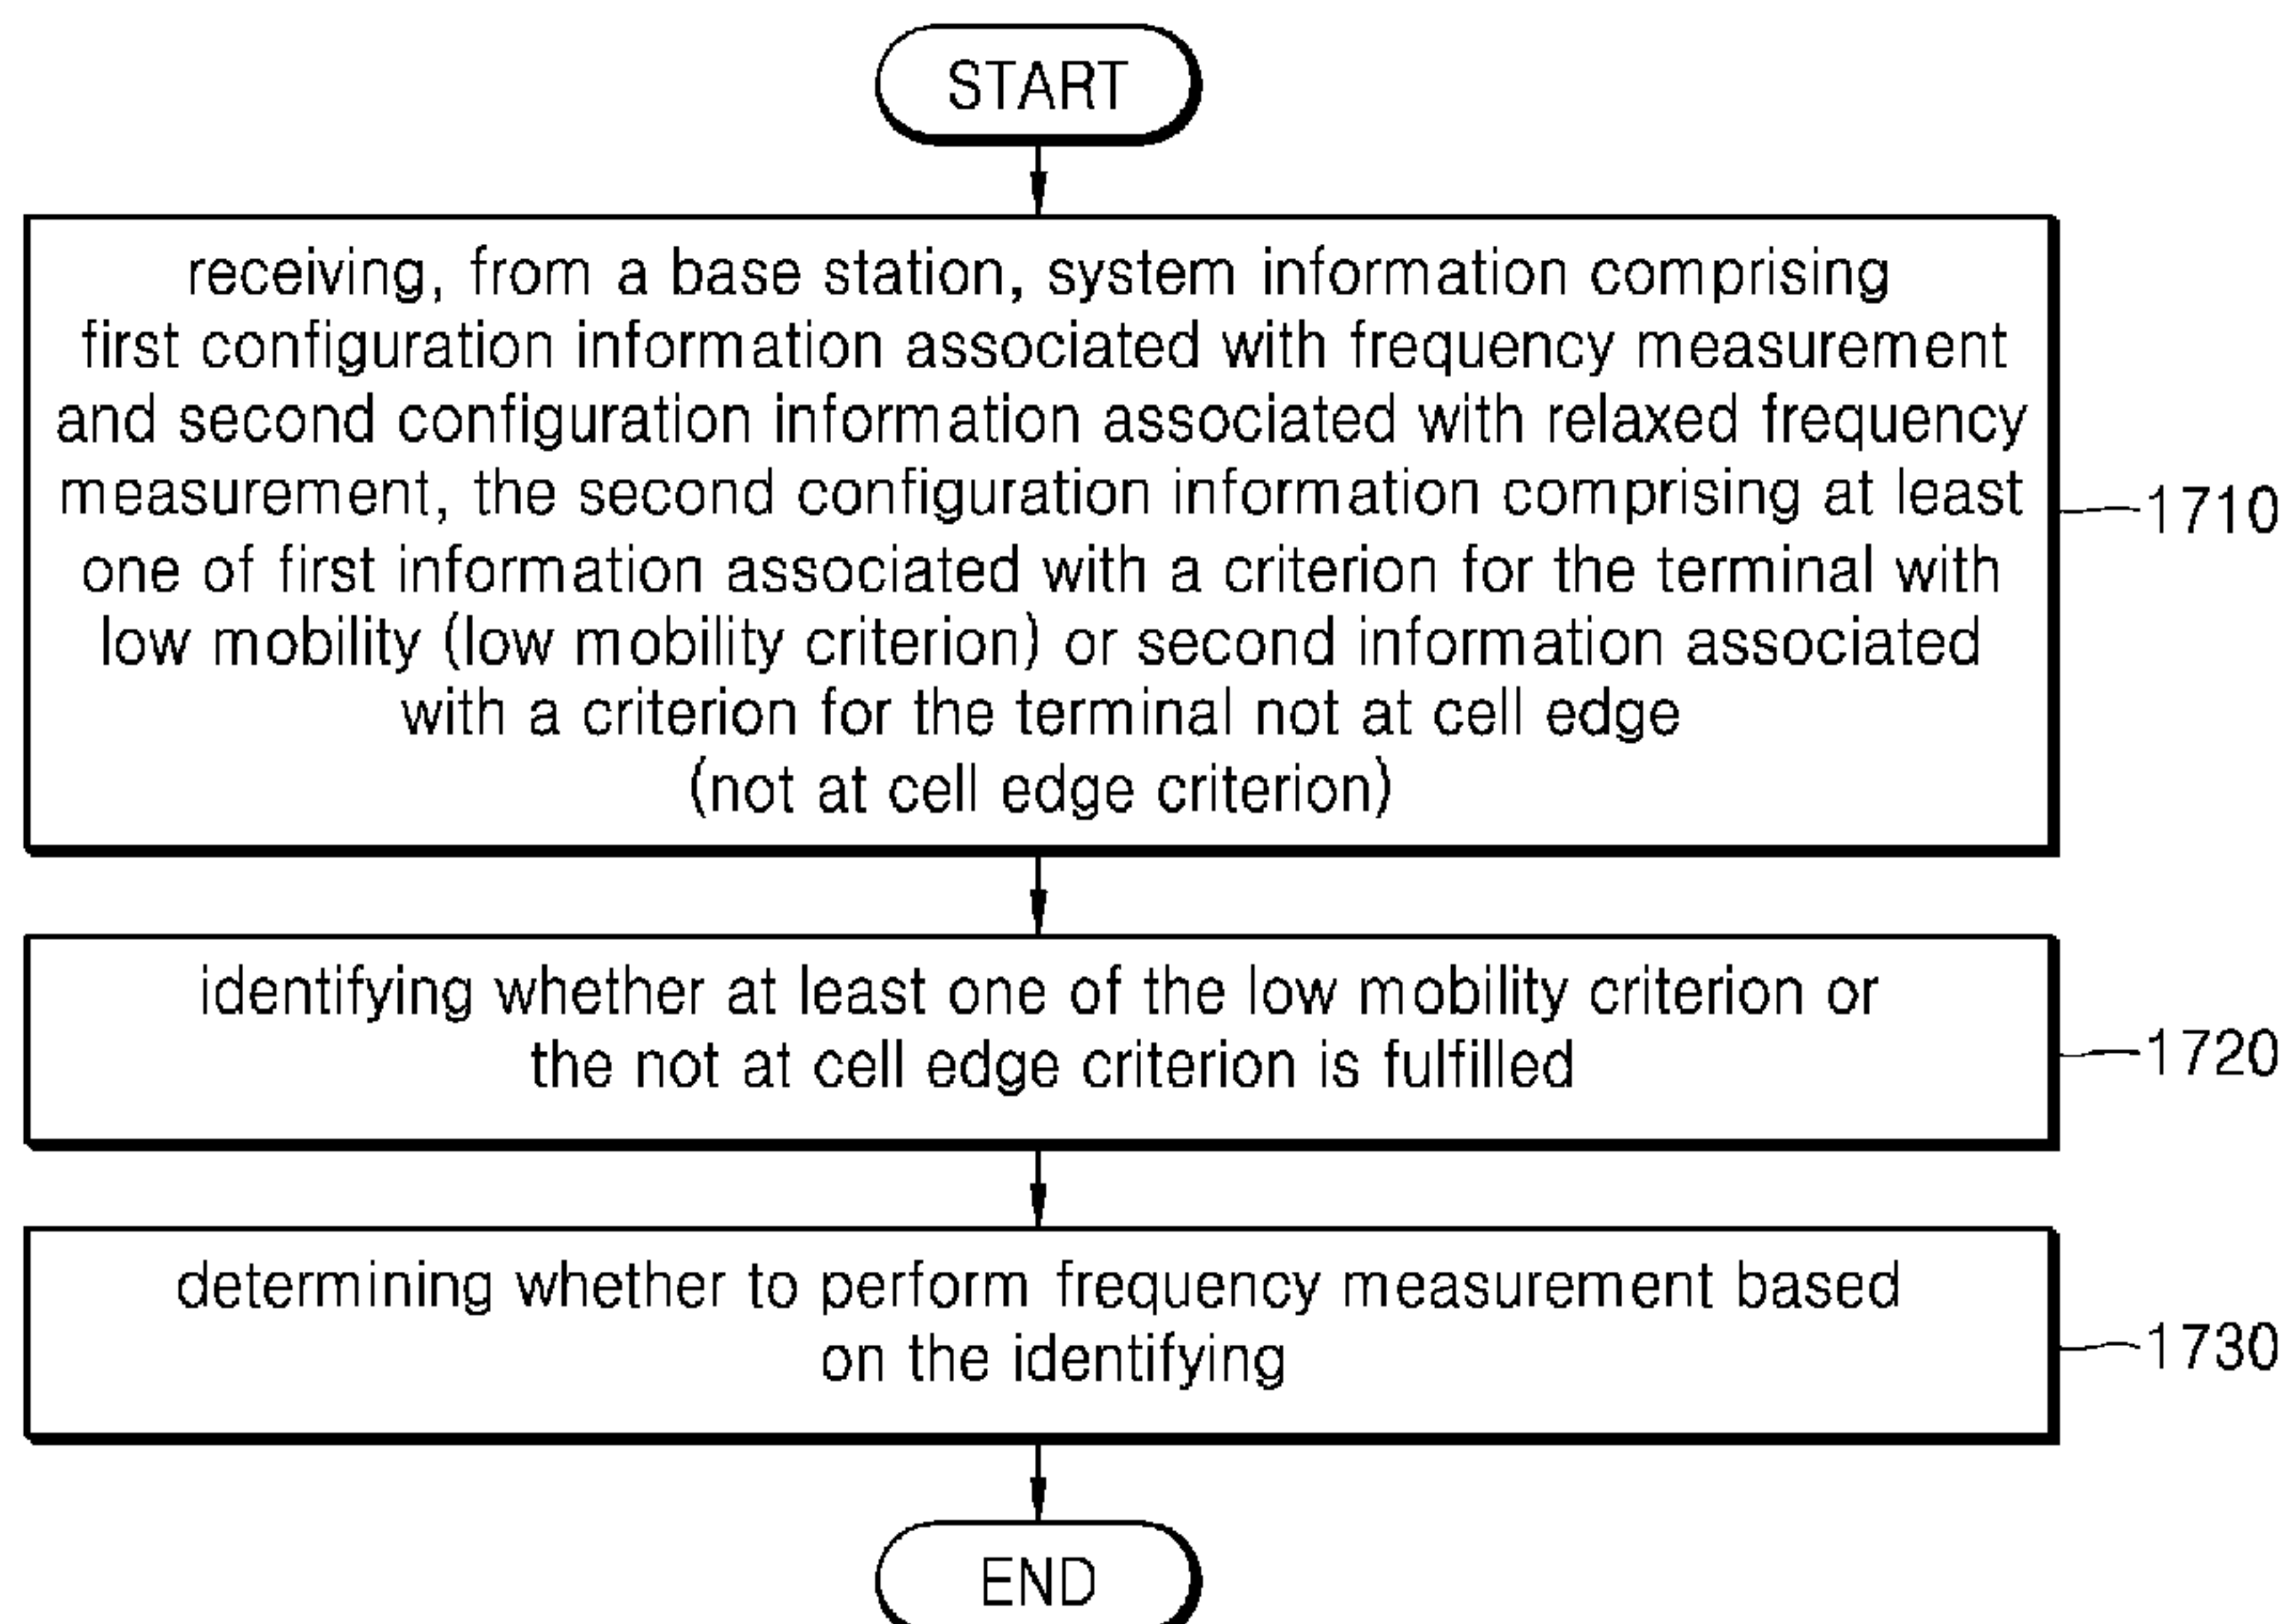 START
receiving, from a base station, system information comprising
first configuration information associated with frequency measurement
and second configuration information associated with relaxed frequency
measurement, the second configuration information comprising at least
one of first information associated with a criterion for the terminal with
low mobility (low mobility criterion) or second information associated
with a criterion for the terminal not at cell edge
(not at cell edge criterion)
1710
identifying whether at least one of the low mobility criterion or
the not at cell edge criterion is fulfilled
1720
determining whether to perform frequency measurement based
on the identifying
1730
END